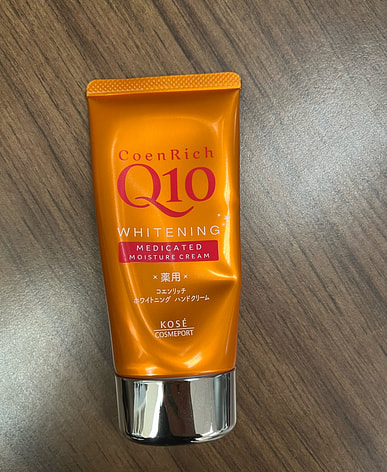 CoenRich
Q10
WHITENING
MEDICATED
MOISTURE CREAM
×薬用×
コエンリッチ
ホワイトニング ハンドクリーム
KOSÉ
COSMEPORT